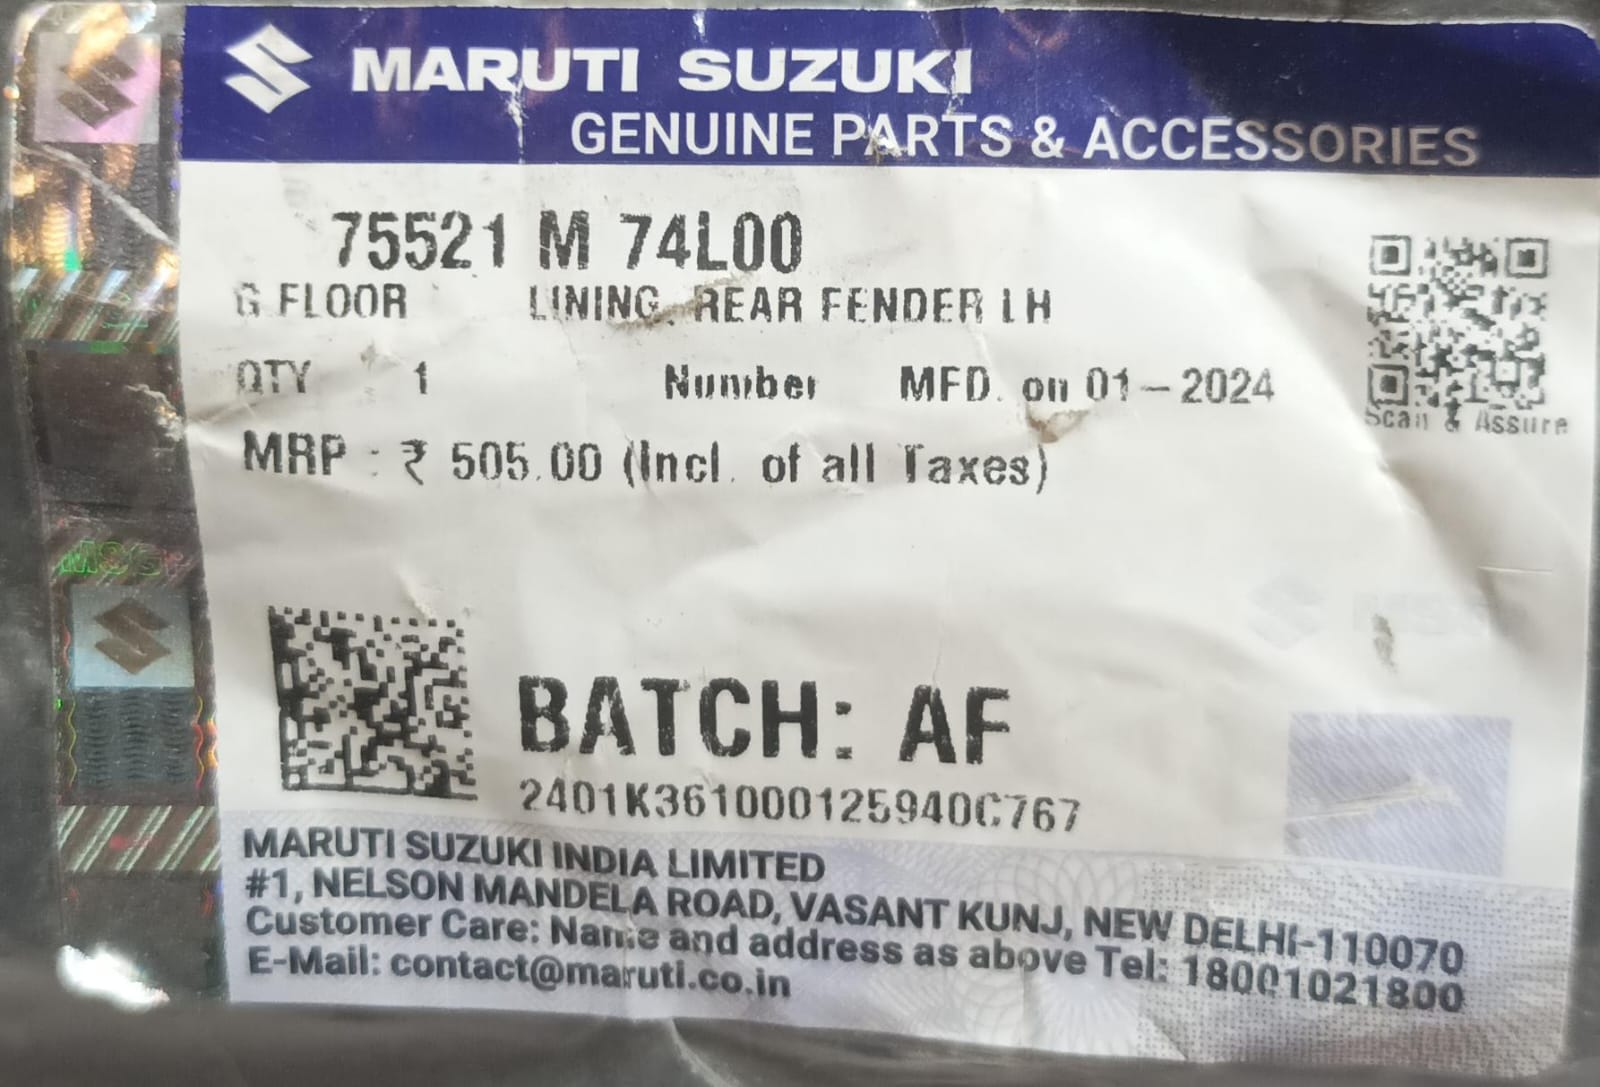 MARUTI SUZUKI
GENUINE PARTS & ACCESSORIES
75521 M 74L00
G FLOOR LINING, REAR FENDER LH
QTY : 1 Number MFD. on 01-2024
MRP : ₹ 505.00 (Incl. of all Taxes)
Scan & Assure
MSGP
BATCH: AF
2401K361000125940C767
MARUTI SUZUKI INDIA LIMITED
#1, NELSON MANDELA ROAD, VASANT KUNJ, NEW DELHI-110070
Customer Care: Name and address as above Tel: 18001021800
E-Mail: contact@maruti.co.in